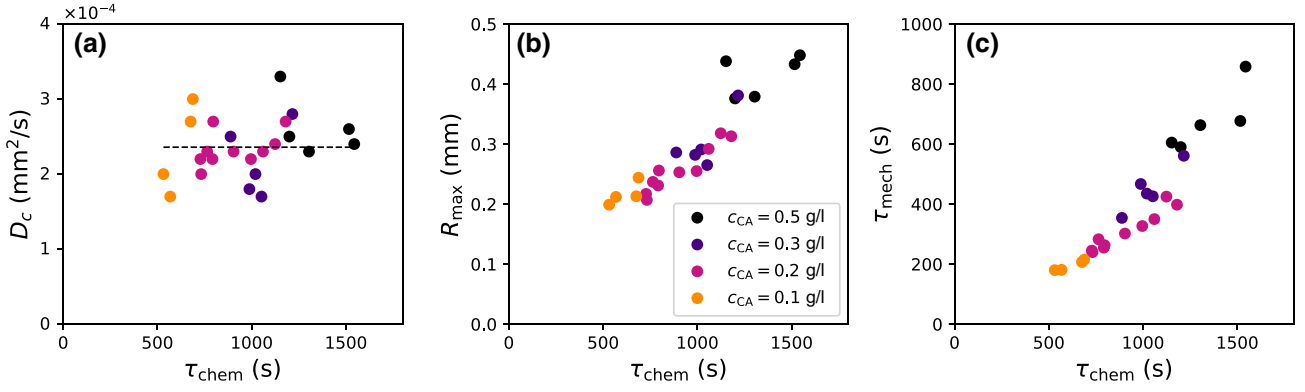 ×10⁻⁴
4
3
2
1
0
0
500
1000
1500
(a)
D_c (mm²/s)
τ_chem (s)
0.5
0.4
0.3
0.2
0.1
0.0
0
500
1000
1500
(b)
R_max (mm)
τ_chem (s)
c_CA = 0.5 g/l
c_CA = 0.3 g/l
c_CA = 0.2 g/l
c_CA = 0.1 g/l
1000
800
600
400
200
0
0
500
1000
1500
(c)
τ_mech (s)
τ_chem (s)